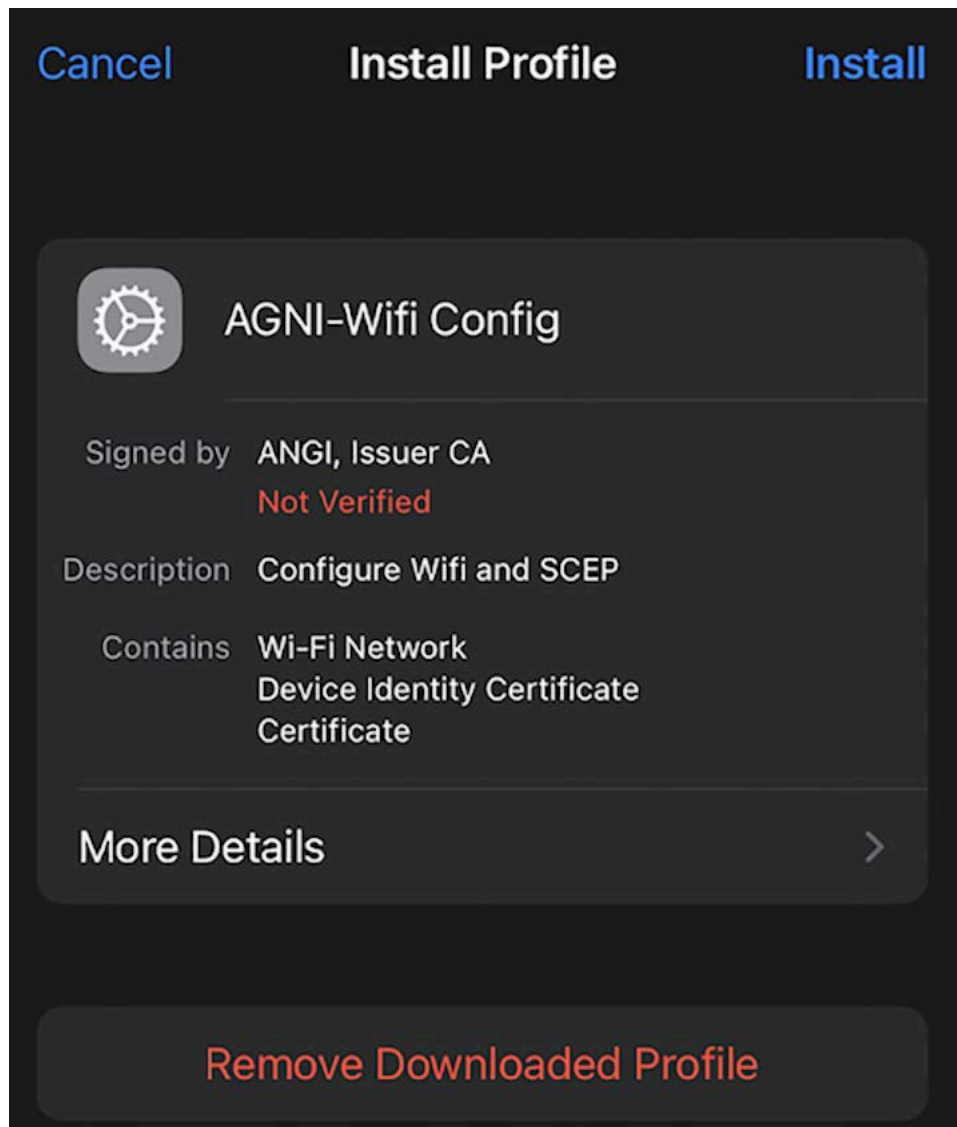 Cancel Install Profile Install
AGNI-Wifi Config
Signed by ANGI, Issuer CA
Not Verified
Description Configure Wifi and SCEP
Contains Wi-Fi Network
Device Identity Certificate
Certificate
More Details
Remove Downloaded Profile